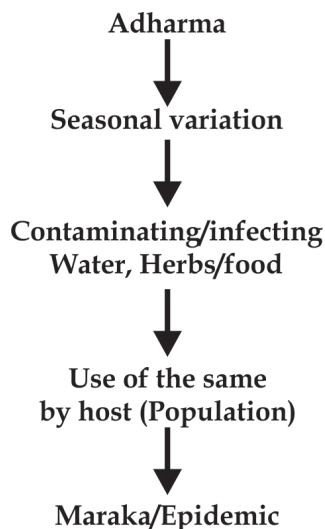 Adharma
Seasonal variation
Contaminating/infecting
Water, Herbs/food
Use of the same
by host (Population)
Maraka/Epidemic